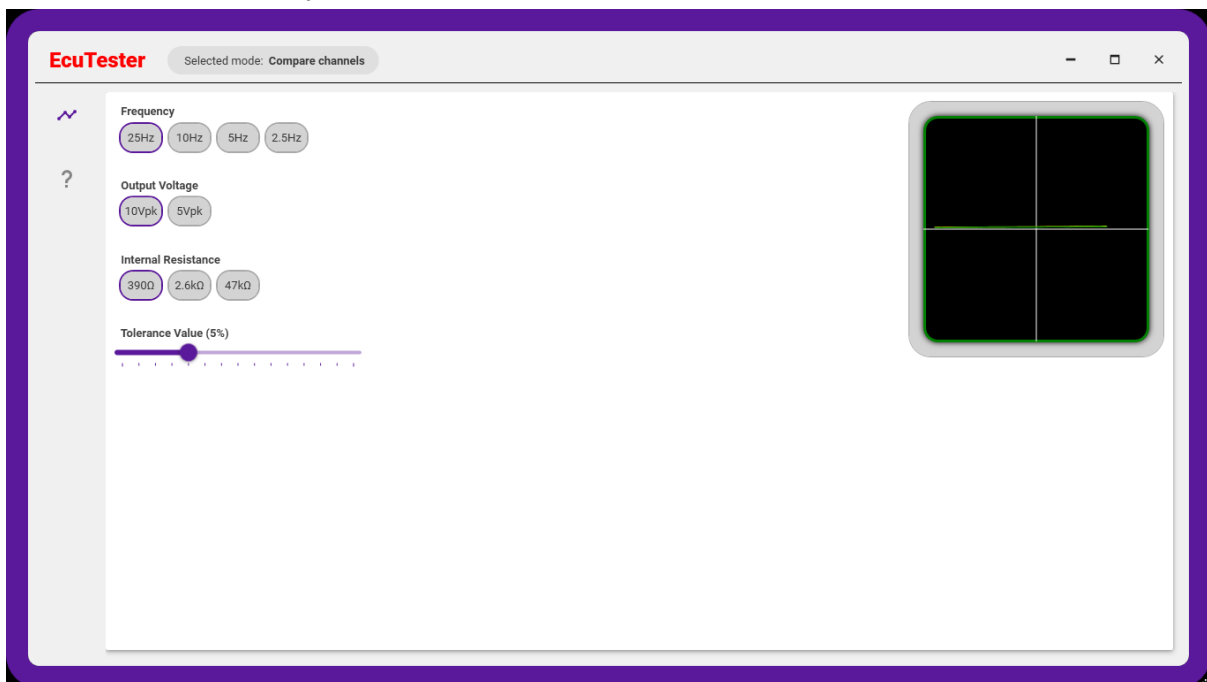 EcuTester
Selected mode: Compare channels
Frequency
25Hz 10Hz 5Hz 2.5Hz
Output Voltage
10Vpk 5Vpk
Internal Resistance
390Ω 2.6kΩ 47kΩ
Tolerance Value (5%)
?